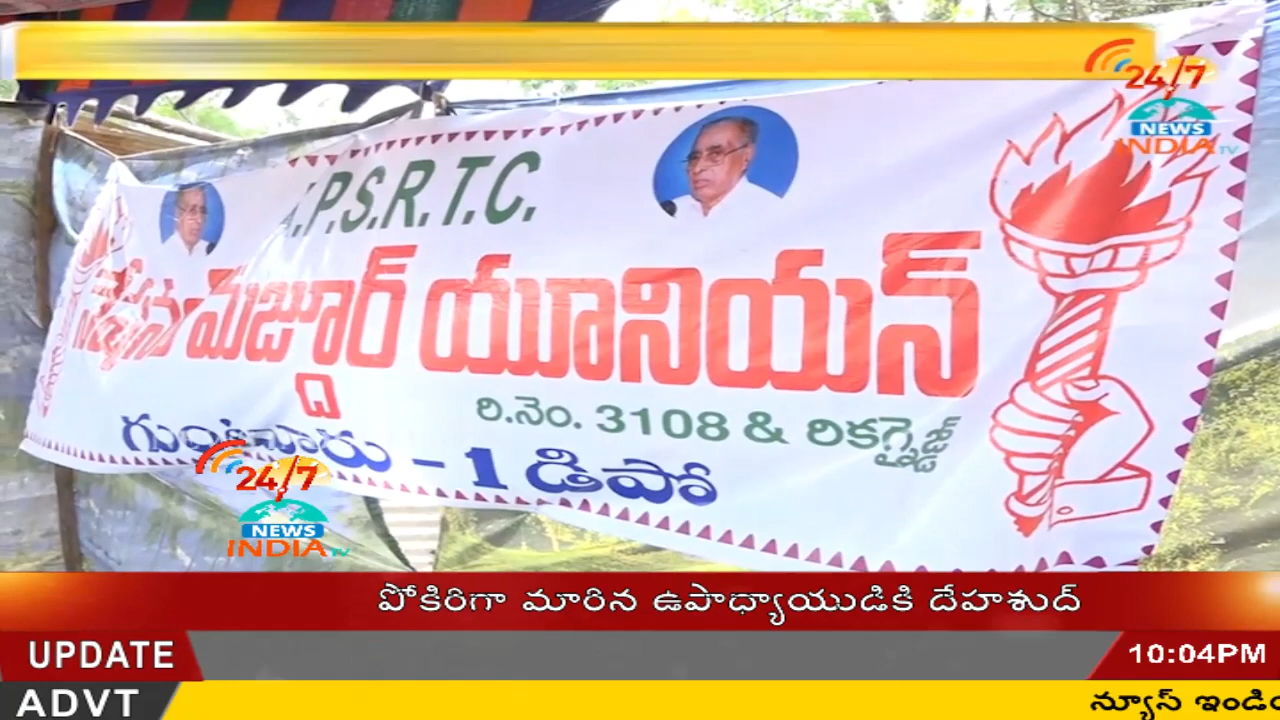 24/7
NEWS
INDIA TV
A.P.S.R.T.C.
నేషనల్ మజ్దూర్ యూనియన్
రి.నెం. 3108 & రికగ్నైజ్డ్
- 1 డిపో
24/7
NEWS
INDIA TV
పోకిరిగా మారిన ఉపాధ్యాయుడికి దేహశుద్
UPDATE
10:04PM
ADVT
న్యూస్ ఇండి